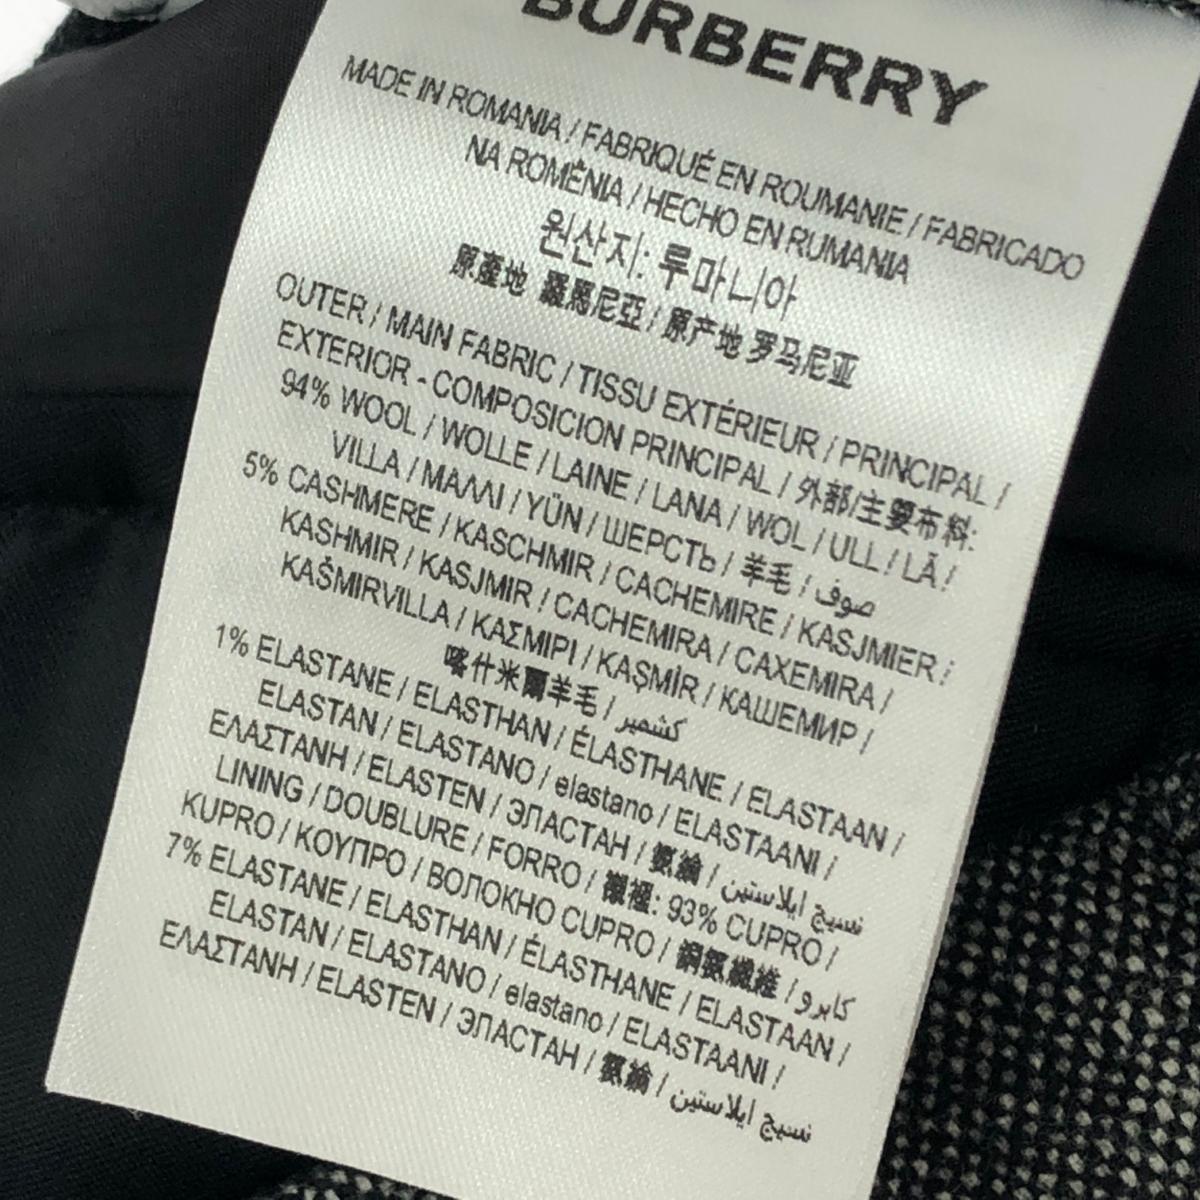 BURBERRY
MADE IN ROMANIA / FABRIQUÉ EN ROUMANIE / FABRICADO
NA ROMÊNIA / HECHO EN RUMANIA
원산지: 루마니아
原產地 羅馬尼亞 / 原产地 罗马尼亚
OUTER / MAIN FABRIC / TISSU EXTÉRIEUR / PRINCIPAL /
EXTERIOR - COMPOSICION PRINCIPAL / 外部/主要布料:
94% WOOL / WOLLE / LAINE / LANA / WOL / ULL / LÃ /
VILLA / ΜΑΛΛΙ / YÜN / ШЕРСТЬ / 羊毛 / صوف
5% CASHMERE / KASCHMIR / CACHEMIRE / KASJMIER /
KASHMIR / KASJMIR / CACHEMIRA / CAXEMIRA /
KAŠMIRVILLA / ΚΑΣΜΙΡΙ / KAŞMİR / КАШЕМИР /
喀什米爾羊毛 / كشمير
1% ELASTANE / ELASTHAN / ÉLASTHANE / ELASTAAN /
ELASTAN / ELASTANO / elastano / ELASTAANI /
ΕΛΑΣΤΑΝΗ / ELASTEN / ЭЛАСТАН / 氨綸 / نسيج ايلاستين
LINING / DOUBLURE / FORRO / 襯裡: 93% CUPRO /
KUPRO / ΚΟΥΠΡΟ / ВОЛОКНО CUPRO / 銅氨纖維 / كابرو
7% ELASTANE / ELASTHAN / ÉLASTHANE / ELASTAAN /
ELASTAN / ELASTANO / elastano / ELASTAANI /
ΕΛΑΣΤΑΝΗ / ELASTEN / ЭЛАСТАН / 氨綸 / نسيج ايلاستين